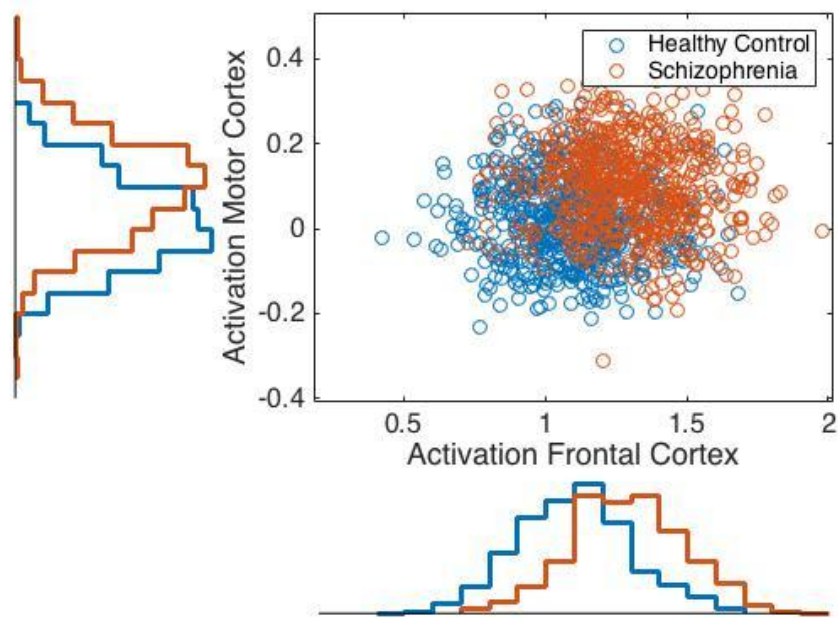 Healthy Control
Schizophrenia
Activation Motor Cortex
0.4
0.2
0
-0.2
-0.4
0.5
1
1.5
2
Activation Frontal Cortex